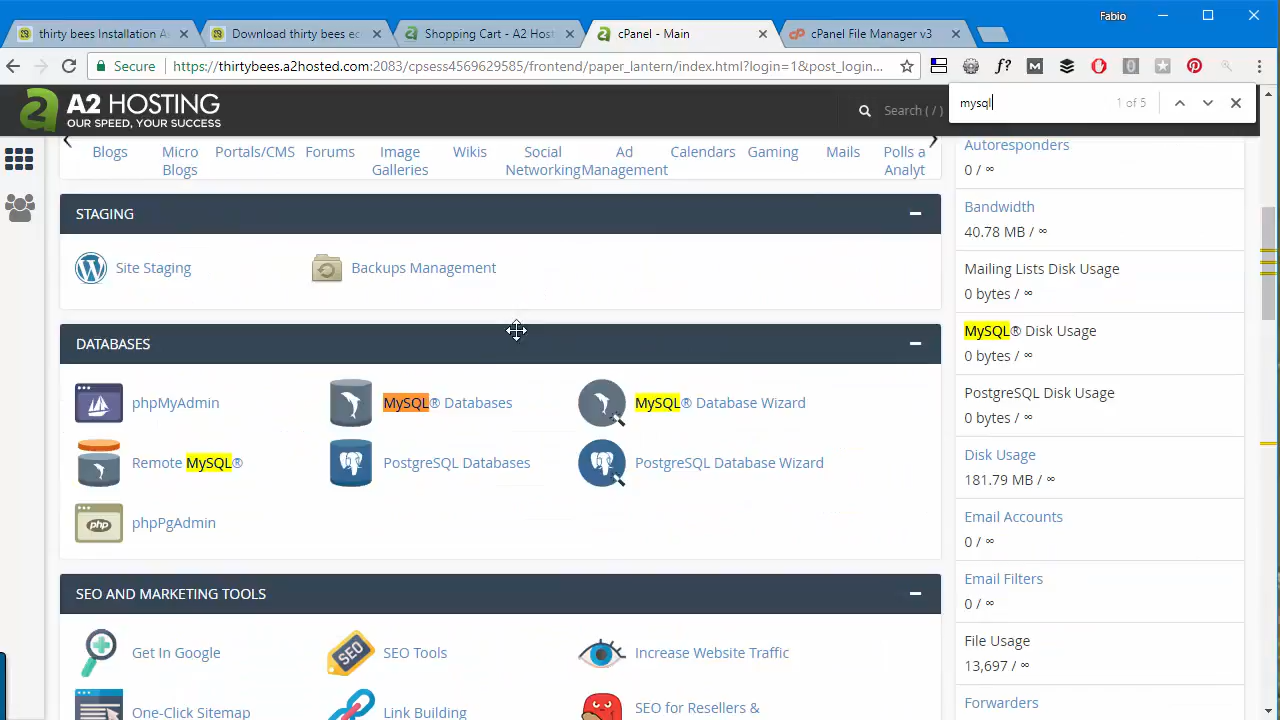 Fabio
thirty bees Installation As
Download thirty bees ec
Shopping Cart - A2 Host
cPanel - Main
cPanel File Manager v3
Secure
https://thirtybees.a2hosted.com:2083/cpsess4569629585/frontend/paper_lantern/index.html?login=1&post_login...
f?
M
A2 HOSTING
OUR SPEED, YOUR SUCCESS
Search ( / )
mysql
1 of 5
Blogs
Micro
Blogs
Portals/CMS
Forums
Image
Galleries
Wikis
Social
Networking
Ad
Management
Calendars
Gaming
Mails
Polls a
Analyt
STAGING
Site Staging
Backups Management
DATABASES
phpMyAdmin
MySQL® Databases
MySQL® Database Wizard
Remote MySQL®
PostgreSQL Databases
PostgreSQL Database Wizard
php
phpPgAdmin
SEO AND MARKETING TOOLS
Get In Google
SEO
SEO Tools
Increase Website Traffic
One-Click Sitemap
Link Building
SEO for Resellers &
Autoresponders
0 / ∞
Bandwidth
40.78 MB / ∞
Mailing Lists Disk Usage
0 bytes / ∞
MySQL® Disk Usage
0 bytes / ∞
PostgreSQL Disk Usage
0 bytes / ∞
Disk Usage
181.79 MB / ∞
Email Accounts
0 / ∞
Email Filters
0 / ∞
File Usage
13,697 / ∞
Forwarders